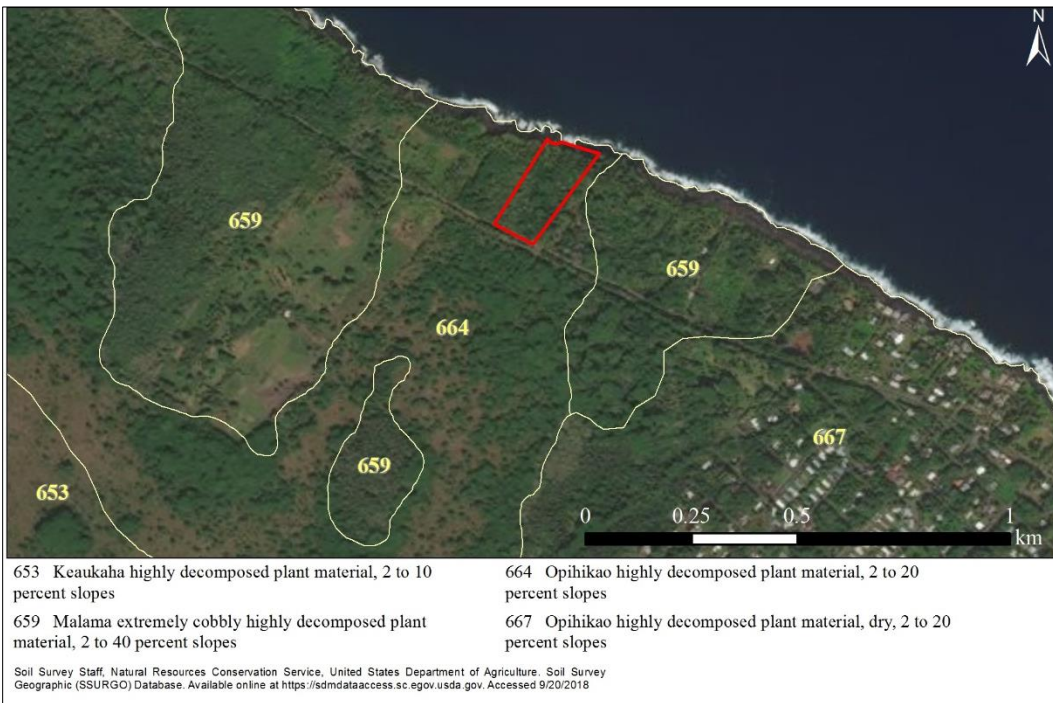 N
659
659
664
659
667
653
0 0.25 0.5 1
km
653 Keaukaha highly decomposed plant material, 2 to 10
percent slopes
659 Malama extremely cobbly highly decomposed plant
material, 2 to 40 percent slopes
664 Opihikao highly decomposed plant material, 2 to 20
percent slopes
667 Opihikao highly decomposed plant material, dry, 2 to 20
percent slopes
Soil Survey Staff, Natural Resources Conservation Service, United States Department of Agriculture. Soil Survey
Geographic (SSURGO) Database. Available online at https://sdmdataaccess.sc.egov.usda.gov. Accessed 9/20/2018